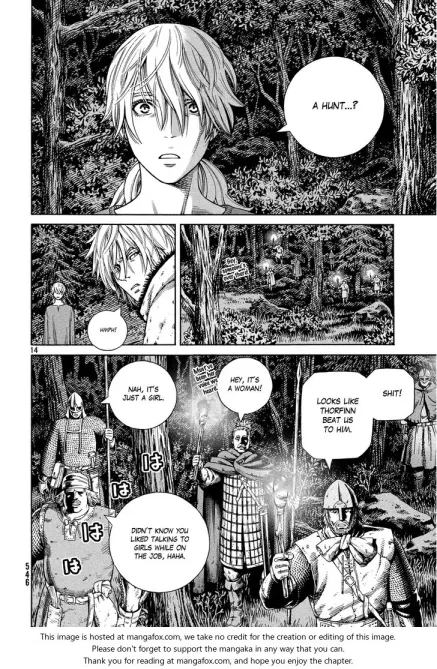 A HUNT...?
HMPH!
14
HEY, IT'S
A WOMAN!
NAH, IT'S
JUST A GIRL.
SHIT!
LOOKS LIKE
THORFINN
BEAT US
TO HIM.
DIDN'T KNOW YOU
LIKED TALKING TO
GIRLS WHILE ON
THE JOB, HAHA.
は
は
は
は
546
This image is hosted at mangafox.com, we take no credit for the creation or editing of this image.
Please don't forget to support the mangaka in any way that you can.
Thank you for reading at mangafox.com, and hope you enjoy the chapter.